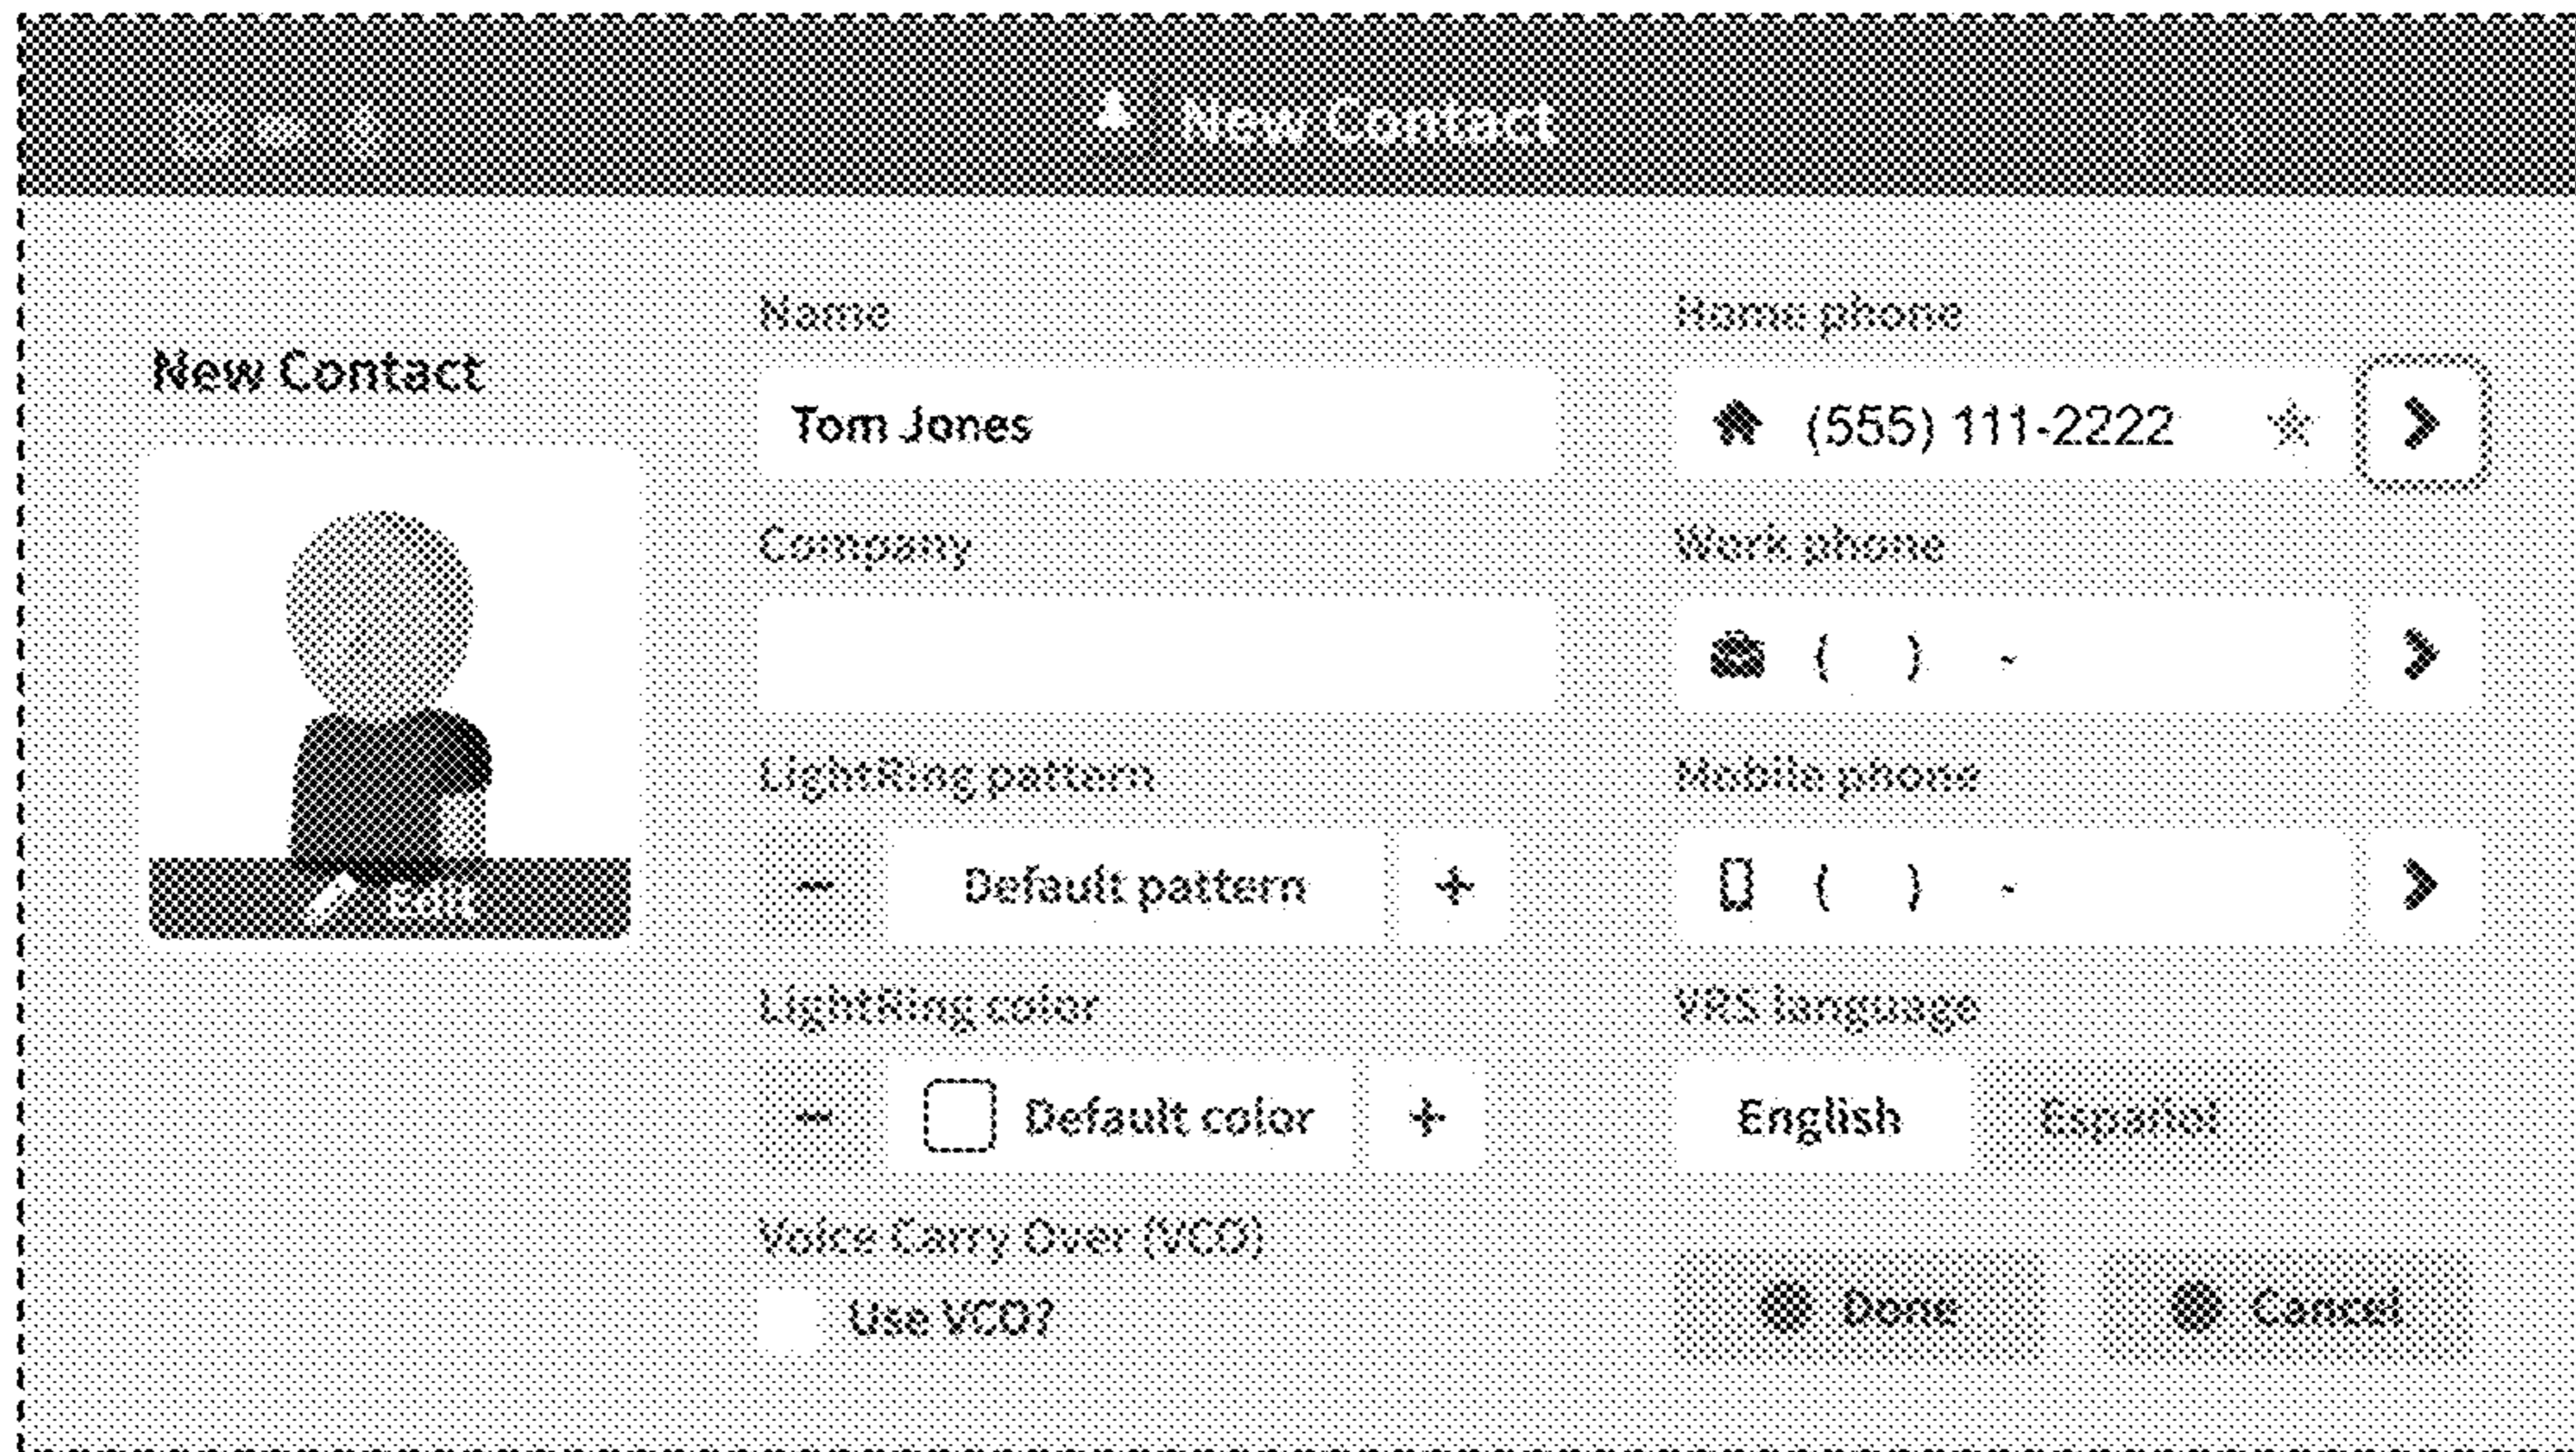 New Contact
New Contact
Edit
Name
Tom Jones
Company
LightRing pattern
− Default pattern +
LightRing color
− Default color +
Voice Carry Over (VCO)
Use VCO?
Home phone
(555) 111-2222
Work phone
( ) -
Mobile phone
( ) -
VRS language
English Español
Done Cancel